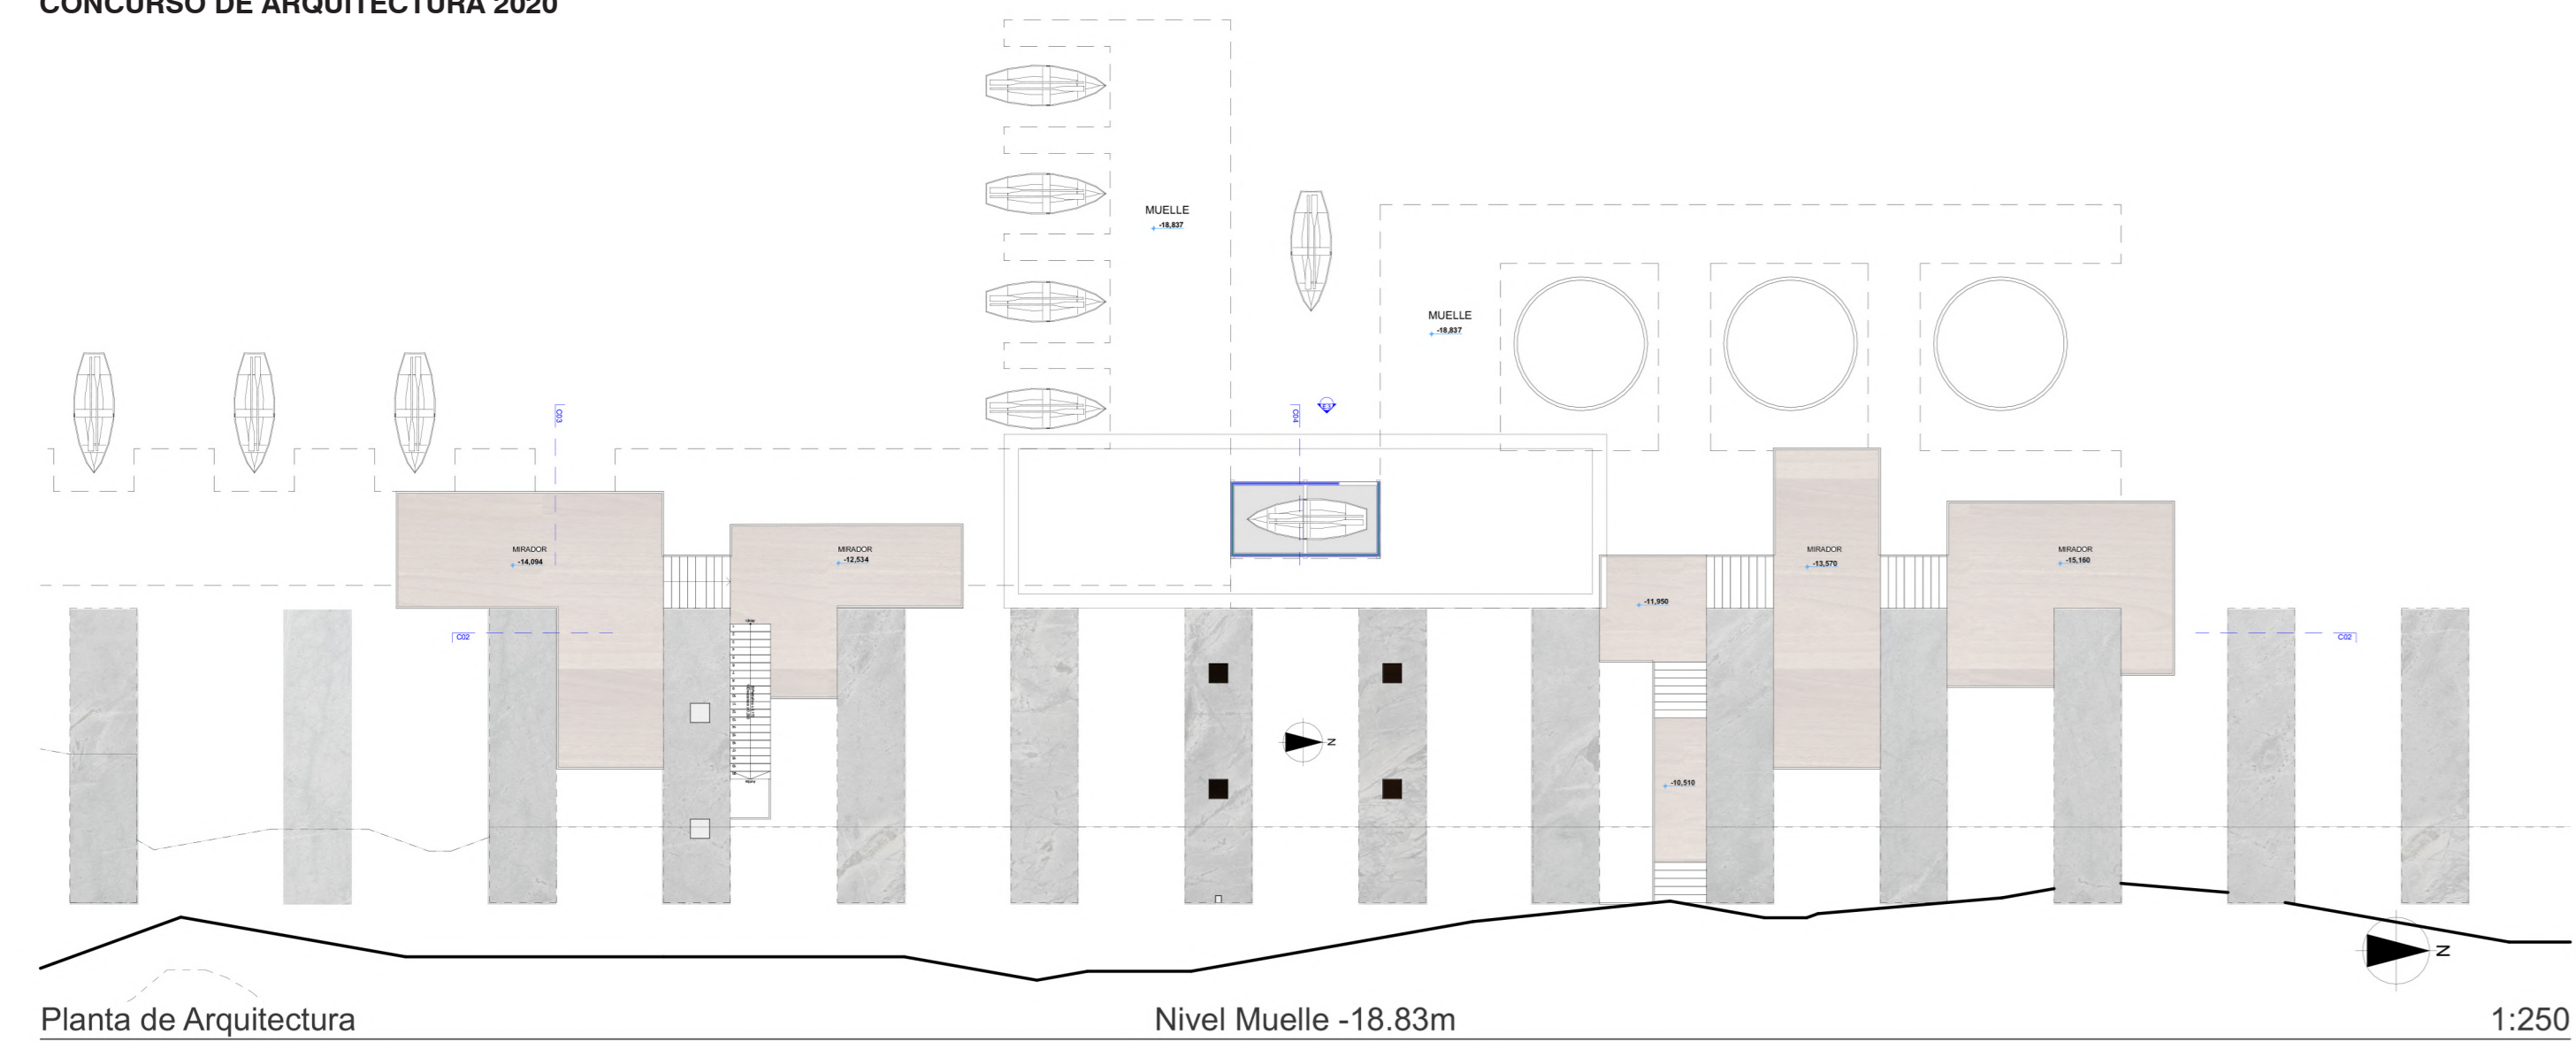 CONCURSO DE ARQUITECTURA 2020
MUELLE
-18,837
MUELLE
-18,837
C03
C04
MIRADOR
-14,094
MIRADOR
-12,534
MIRADOR
-13,570
MIRADOR
-15,160
-11,950
C02
C02
N
-10,510
N
Planta de Arquitectura
Nivel Muelle -18.83m
1:250